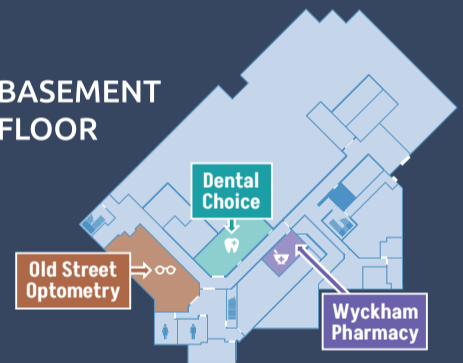 BASEMENT
FLOOR
Dental
Choice
Old Street
Optometry
Wyckham
Pharmacy